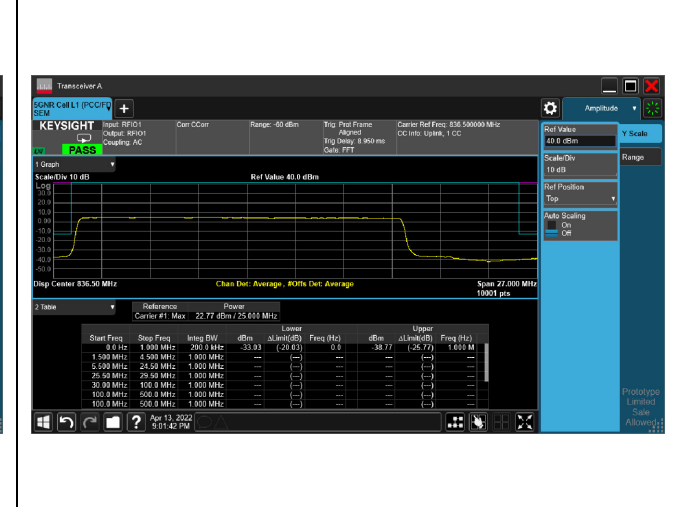 Transceiver A
5GNR Cell L1 (PCC/FD
SEM
+
Amplitude
KEYSIGHT
Input: RFIO1
Output: RFIO1
Coupling: AC
Corr CCorr
Range: -60 dBm
Trig: Prot Frame
Aligned
Trig Delay: 8.950 ms
Gate: FFT
Carrier Ref Freq: 836.500000 MHz
CC Info: Uplink, 1 CC
PASS
Ref Value
40.0 dBm
Y Scale
Scale/Div
10 dB
Range
Ref Position
Top
Auto Scaling
On
Off
1 Graph
Scale/Div 10 dB
Ref Value 40.0 dBm
Log
30.0
20.0
10.0
0.00
-10.0
-20.0
-30.0
-40.0
-50.0
Disp Center 836.50 MHz
Chan Det: Average , #Offs Det: Average
Span 27.000 MHz
10001 pts
2 Table
Reference Power
Carrier #1: Max 22.77 dBm / 25.000 MHz
Lower Upper
Start Freq Stop Freq Integ BW dBm ΔLimit(dB) Freq (Hz) dBm ΔLimit(dB) Freq (Hz)
0.0 Hz 1.000 MHz 200.0 kHz -33.03 (-20.03) 0.0 -38.77 (-25.77) 1.000 M
1.500 MHz 4.500 MHz 1.000 MHz --- (---) --- --- (---) ---
5.500 MHz 24.50 MHz 1.000 MHz --- (---) --- --- (---) ---
25.50 MHz 29.50 MHz 1.000 MHz --- (---) --- --- (---) ---
30.00 MHz 100.0 MHz 1.000 MHz --- (---) --- --- (---) ---
100.0 MHz 500.0 MHz 1.000 MHz --- (---) --- --- (---) ---
100.0 MHz 500.0 MHz 1.000 MHz --- (---) --- --- (---) ---
Prototype
Limited
Sale
Allowed
?
Apr 13, 2022
9:01:42 PM